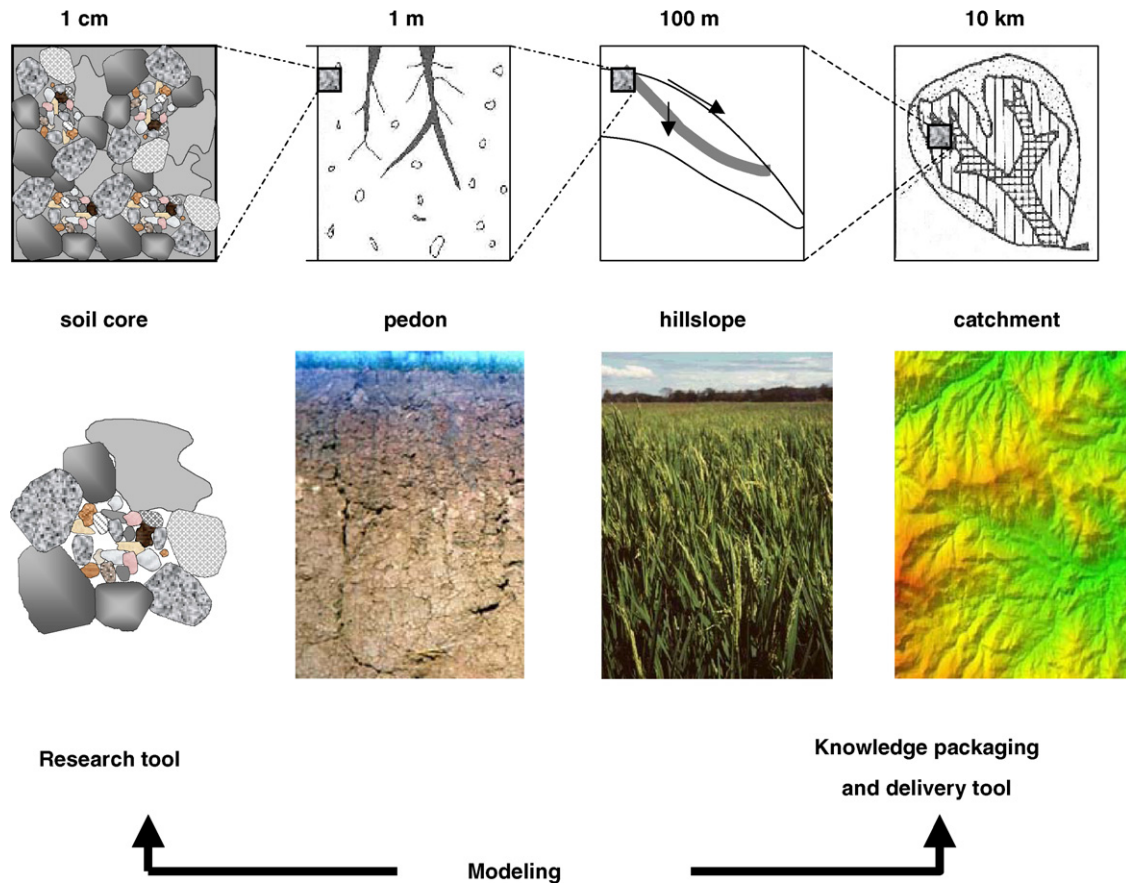 1 cm
1 m
100 m
10 km
soil core
pedon
hillslope
catchment
Research tool
Knowledge packaging
and delivery tool
Modeling